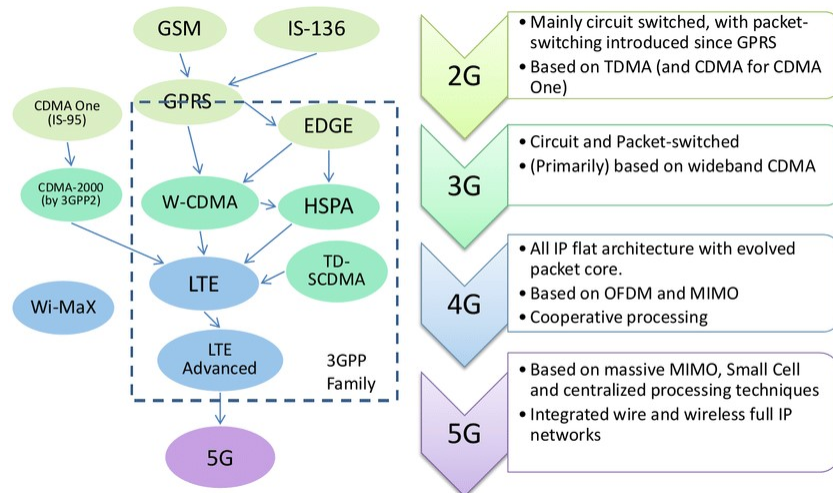 GSM
IS-136
GPRS
CDMA One
(IS-95)
EDGE
CDMA-2000
(by 3GPP2)
W-CDMA
HSPA
TD-
SCDMA
LTE
Wi-MaX
LTE
Advanced
3GPP
Family
5G
2G
• Mainly circuit switched, with packet-
switching introduced since GPRS
• Based on TDMA (and CDMA for CDMA
One)
3G
• Circuit and Packet-switched
• (Primarily) based on wideband CDMA
4G
• All IP flat architecture with evolved
packet core.
• Based on OFDM and MIMO
• Cooperative processing
5G
• Based on massive MIMO, Small Cell
and centralized processing techniques
• Integrated wire and wireless full IP
networks